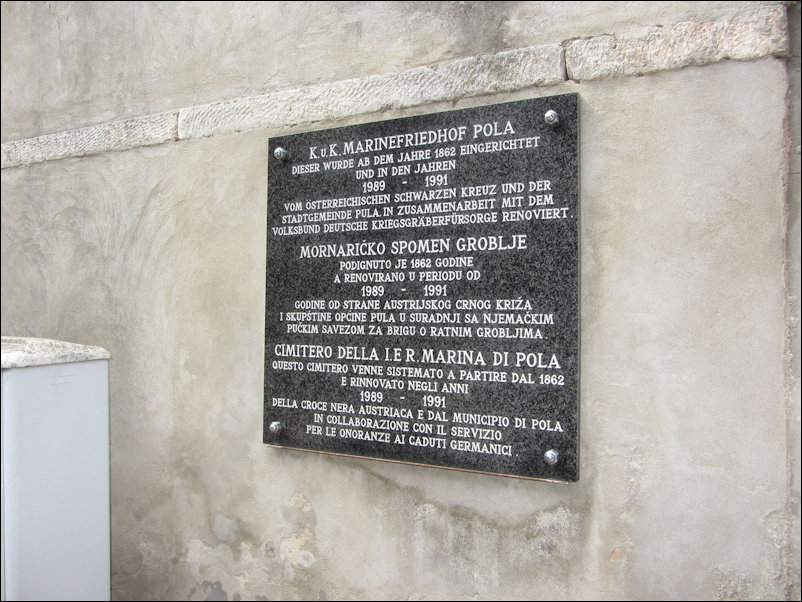 K.u.K. MARINEFRIEDHOF POLA
DIESER WURDE AB DEM JAHRE 1862 EINGERICHTET
UND IN DEN JAHREN
1989 - 1991
VOM ÖSTERREICHISCHEN SCHWARZEN KREUZ UND DER
STADTGEMEINDE PULA, IN ZUSAMMENARBEIT MIT DEM
VOLKSBUND DEUTSCHE KRIEGSGRÄBERFÜRSORGE RENOVIERT.
MORNARIČKO SPOMEN GROBLJE
PODIGNUTO JE 1862 GODINE
A RENOVIRANO U PERIODU OD
1989 - 1991
GODINE OD STRANE AUSTRIJSKOG CRNOG KRIŽA
I SKUPŠTINE OPĆINE PULA U SURADNJI SA NJEMAČKIM
PUČKIM SAVEZOM ZA BRIGU O RATNIM GROBLJIMA.
CIMITERO DELLA I.E R. MARINA DI POLA
QUESTO CIMITERO VENNE SISTEMATO A PARTIRE DAL 1862
E RINNOVATO NEGLI ANNI
1989 - 1991
DELLA CROCE NERA AUSTRIACA E DAL MUNICIPIO DI POLA
IN COLLABORAZIONE CON IL SERVIZIO
PER LE ONORANZE AI CADUTI GERMANICI.